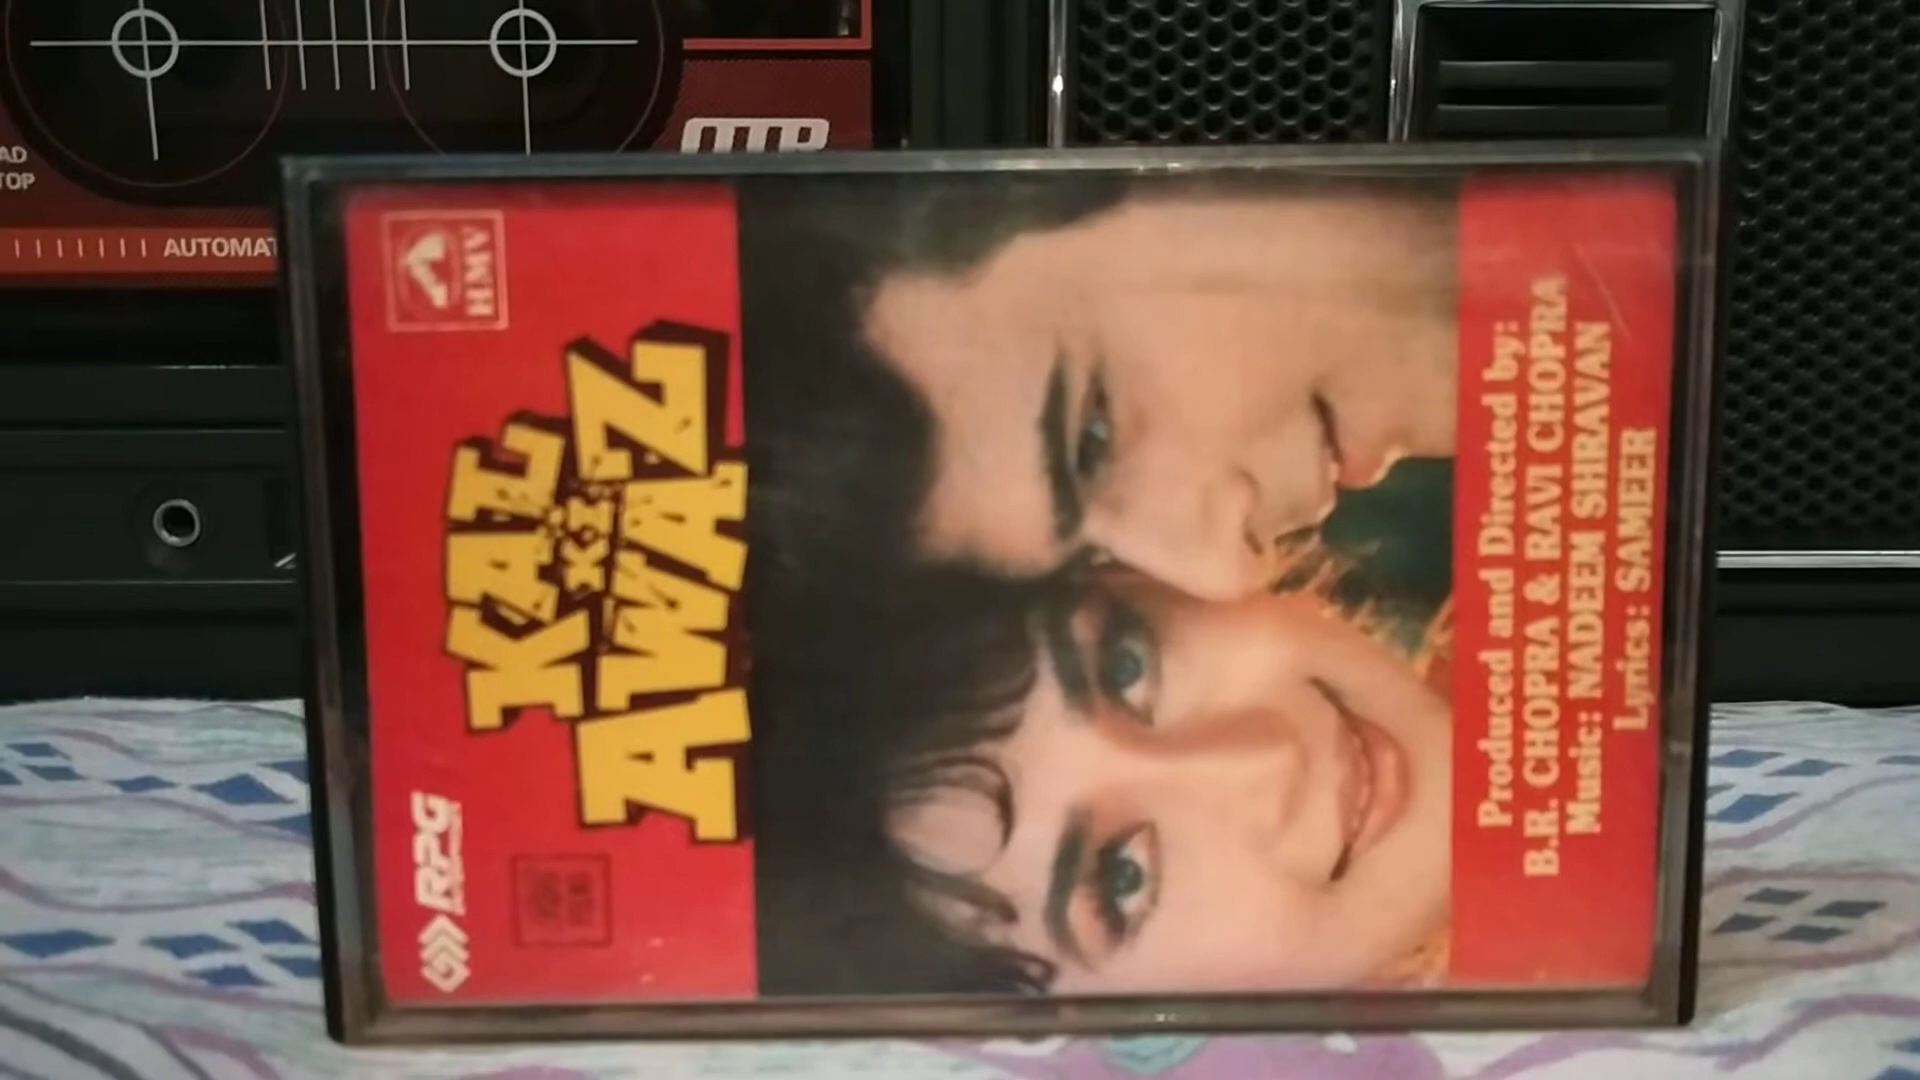 AD
TOP
AUTOMAT
HMV
KAL
KI
AWAZ
RPG
Produced and Directed by:
B.R. CHOPRA & RAVI CHOPRA
Music: NADEEM SHRAVAN
Lyrics: SAMEER